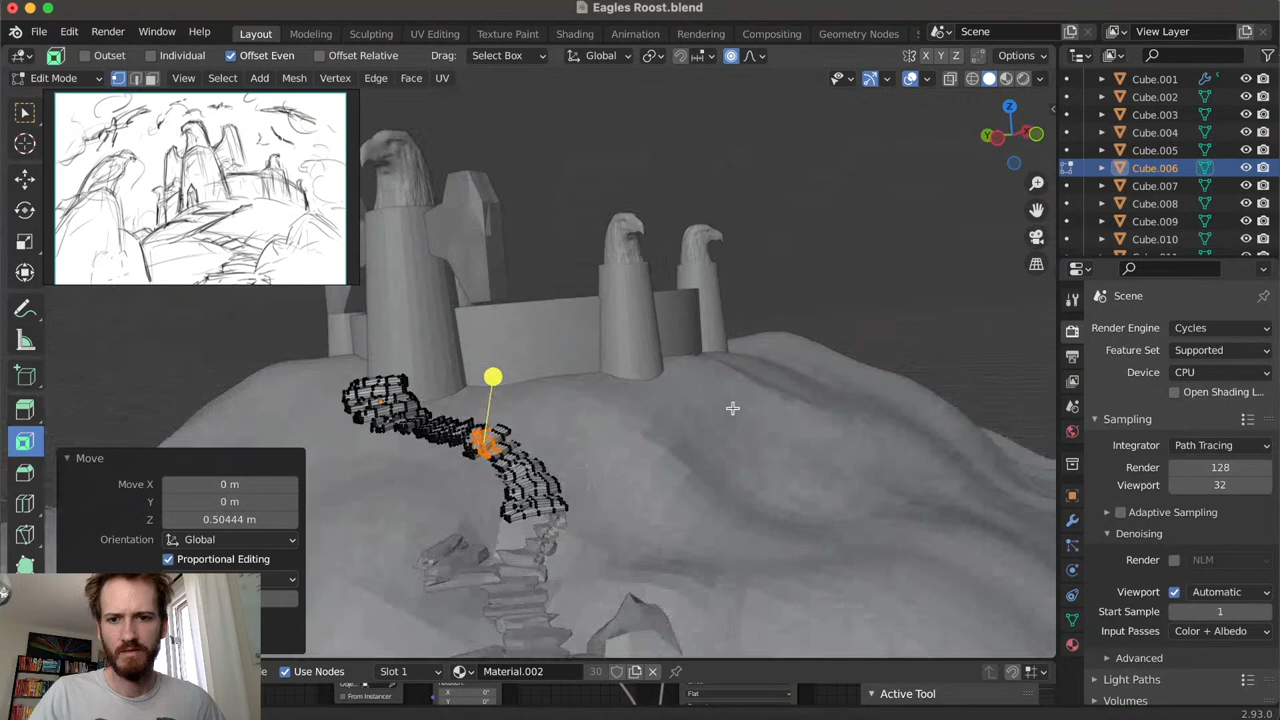 Eagles Roost.blend
File Edit Render Window Help
Layout Modeling Sculpting UV Editing Texture Paint Shading Animation Rendering Compositing Geometry Nodes
Scene
View Layer
Outset Individual Offset Even Offset Relative Drag: Select Box Global
Options
Edit Mode View Select Add Mesh Vertex Edge Face UV
X Y Z
Cube.001
Cube.002
Cube.003
Cube.004
Cube.005
Cube.006
Cube.007
Cube.008
Cube.009
Cube.010
Z
Y
Scene
Render Engine Cycles
Feature Set Supported
Device CPU
Open Shading L...
Sampling
Integrator Path Tracing
Render 128
Viewport 32
Adaptive Sampling
Denoising
Render NLM
Viewport Automatic
Start Sample 1
Input Passes Color + Albedo
Advanced
Light Paths
Volumes
Move
Move X 0 m
Y 0 m
Z 0.50444 m
Orientation Global
Proportional Editing
Use Nodes Slot 1 Material.002 30
From Instancer
X 0°
Y 0°
Flat
Active Tool
2.93.0